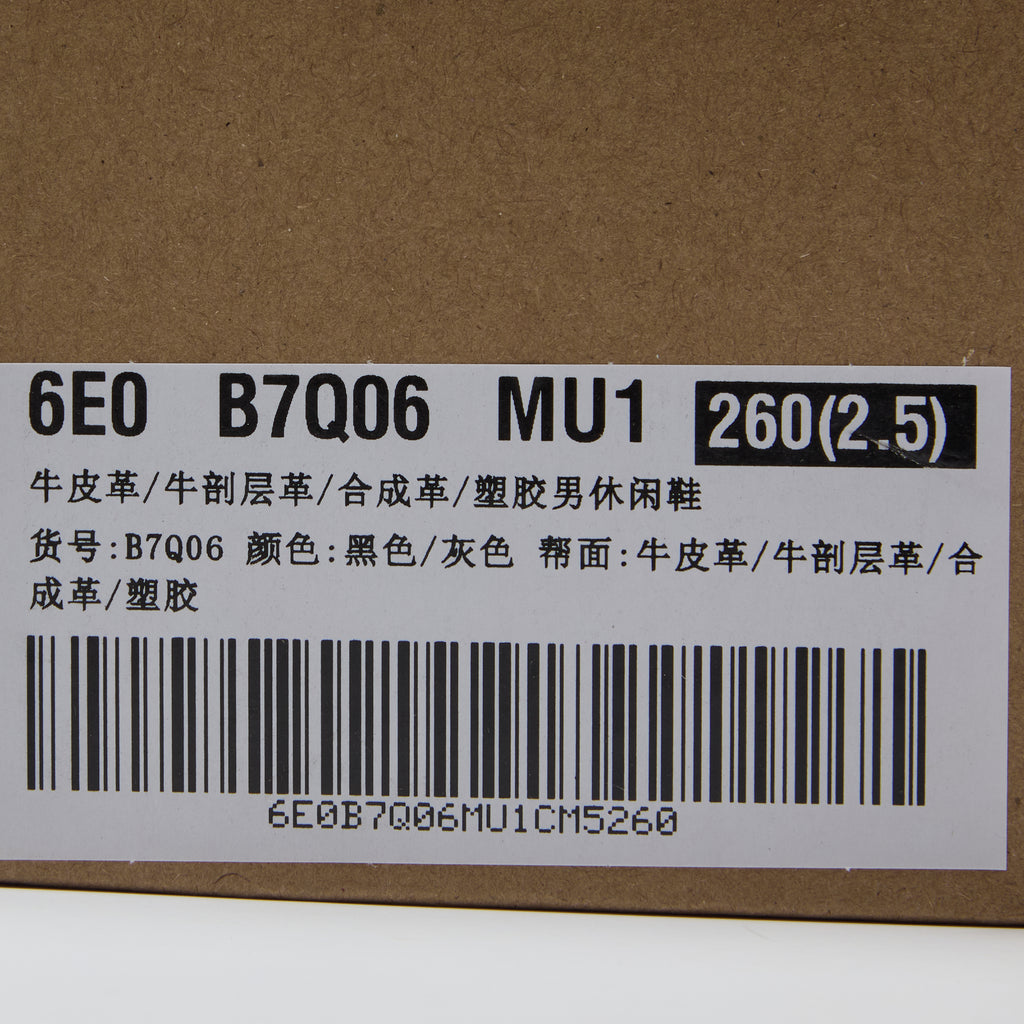 6E0 B7Q06 MU1 260(2.5)
牛皮革/牛剖层革/合成革/塑胶男休闲鞋
货号:B7Q06 颜色:黑色/灰色 帮面:牛皮革/牛剖层革/合
成革/塑胶
6E0B7Q06MU1CM5260